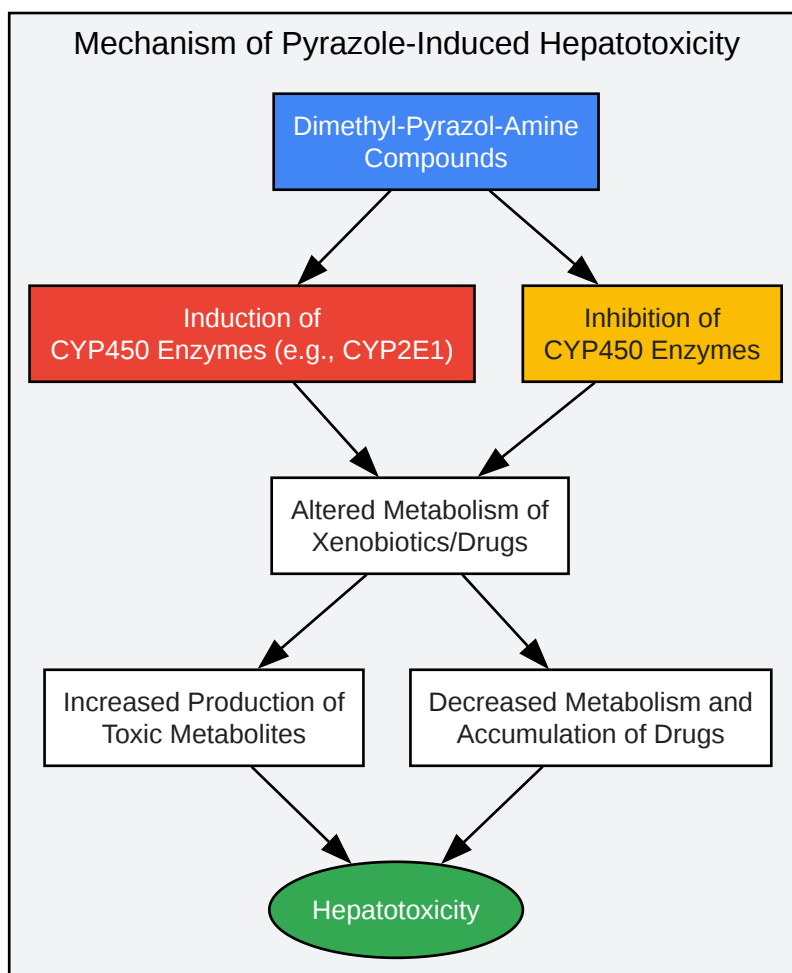 Mechanism of Pyrazole-Induced Hepatotoxicity
Dimethyl-Pyrazol-Amine
Compounds
Induction of
CYP450 Enzymes (e.g., CYP2E1)
Inhibition of
CYP450 Enzymes
Altered Metabolism of
Xenobiotics/Drugs
Increased Production of
Toxic Metabolites
Decreased Metabolism and
Accumulation of Drugs
Hepatotoxicity